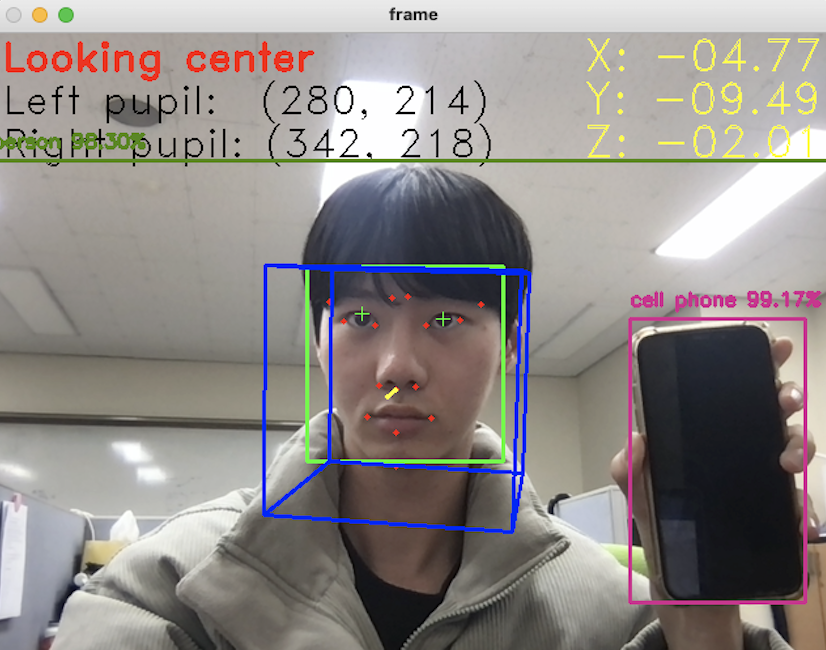 frame
Looking center
X: -04.77
Left pupil: (280, 214)
Y: -09.49
person 98.30%
Right pupil: (342, 218)
Z: -02.01
cell phone 99.17%